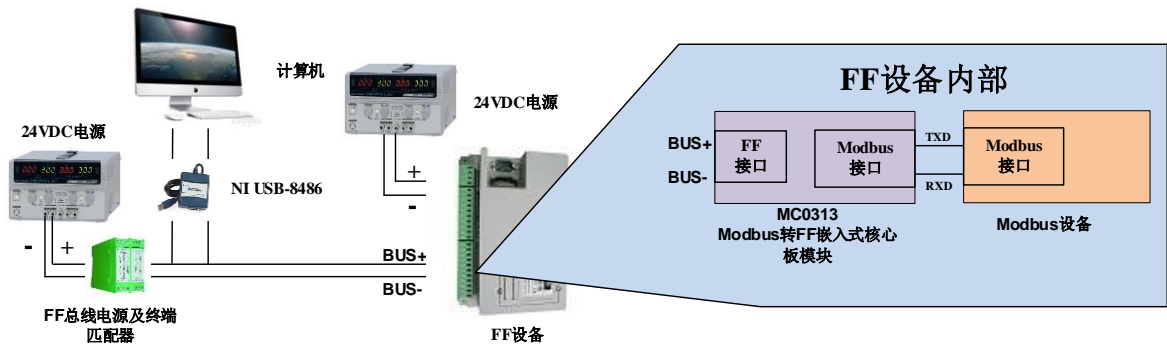 计算机
24VDC电源
24VDC电源
NI USB-8486
+
-
-
+
BUS+
BUS-
FF总线电源及终端
匹配器
FF设备
FF设备内部
BUS+
BUS-
FF
接口
Modbus
接口
TXD
RXD
Modbus
接口
MC0313
Modbus转FF嵌入式核心
板模块
Modbus设备